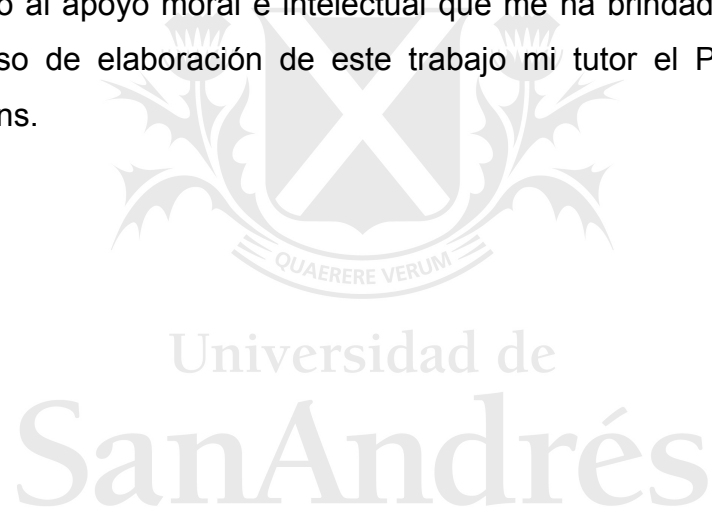 o al apoyo moral e intelectual que me ha brindad
so de elaboración de este trabajo mi tutor el P
ns.
QUAERERE VERUM
Universidad de
SanAndrés